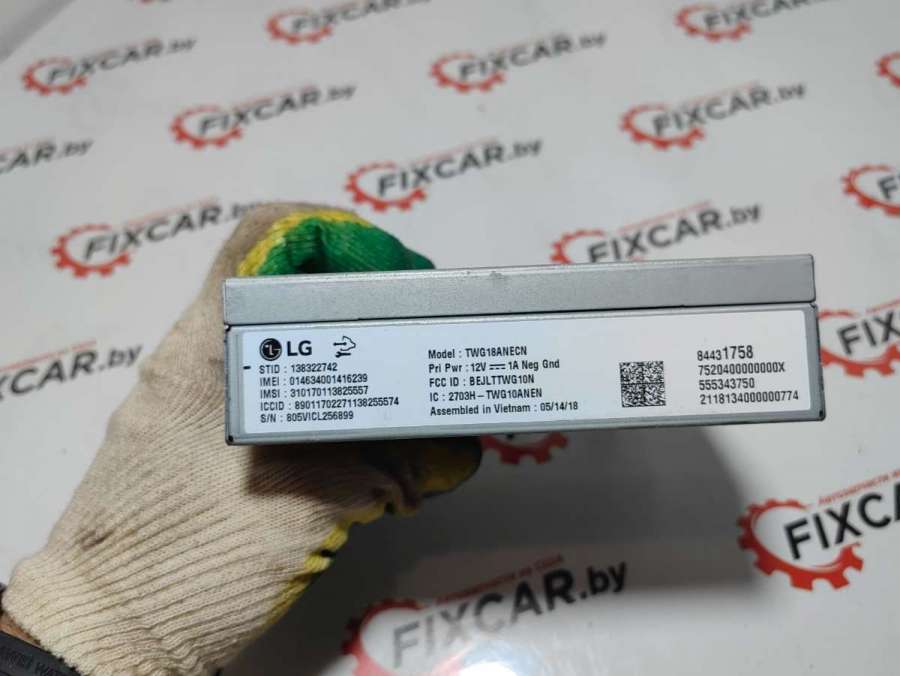 FIXCAR.by
FIXCAR.by
FIXCAR.by
FIXCAR.by
FIXCAR.by
FIXCAR.by
FIXCAR.by
FIXCAR.by
FIXCAR.by
LG
STID : 138322742
IMEI : 014634001416239
IMSI : 310170113825557
ICCID : 89011702271138255574
S/N : 805VICL256899
Model : TWG18ANECN
Pri Pwr : 12V 1A Neg Gnd
FCC ID : BEJLTTWG10N
IC : 2703H-TWG10ANEN
Assembled in Vietnam : 05/14/18
84431758
7520400000000X
555343750
2118134000000774
FIXCAR
FIXCAR.by